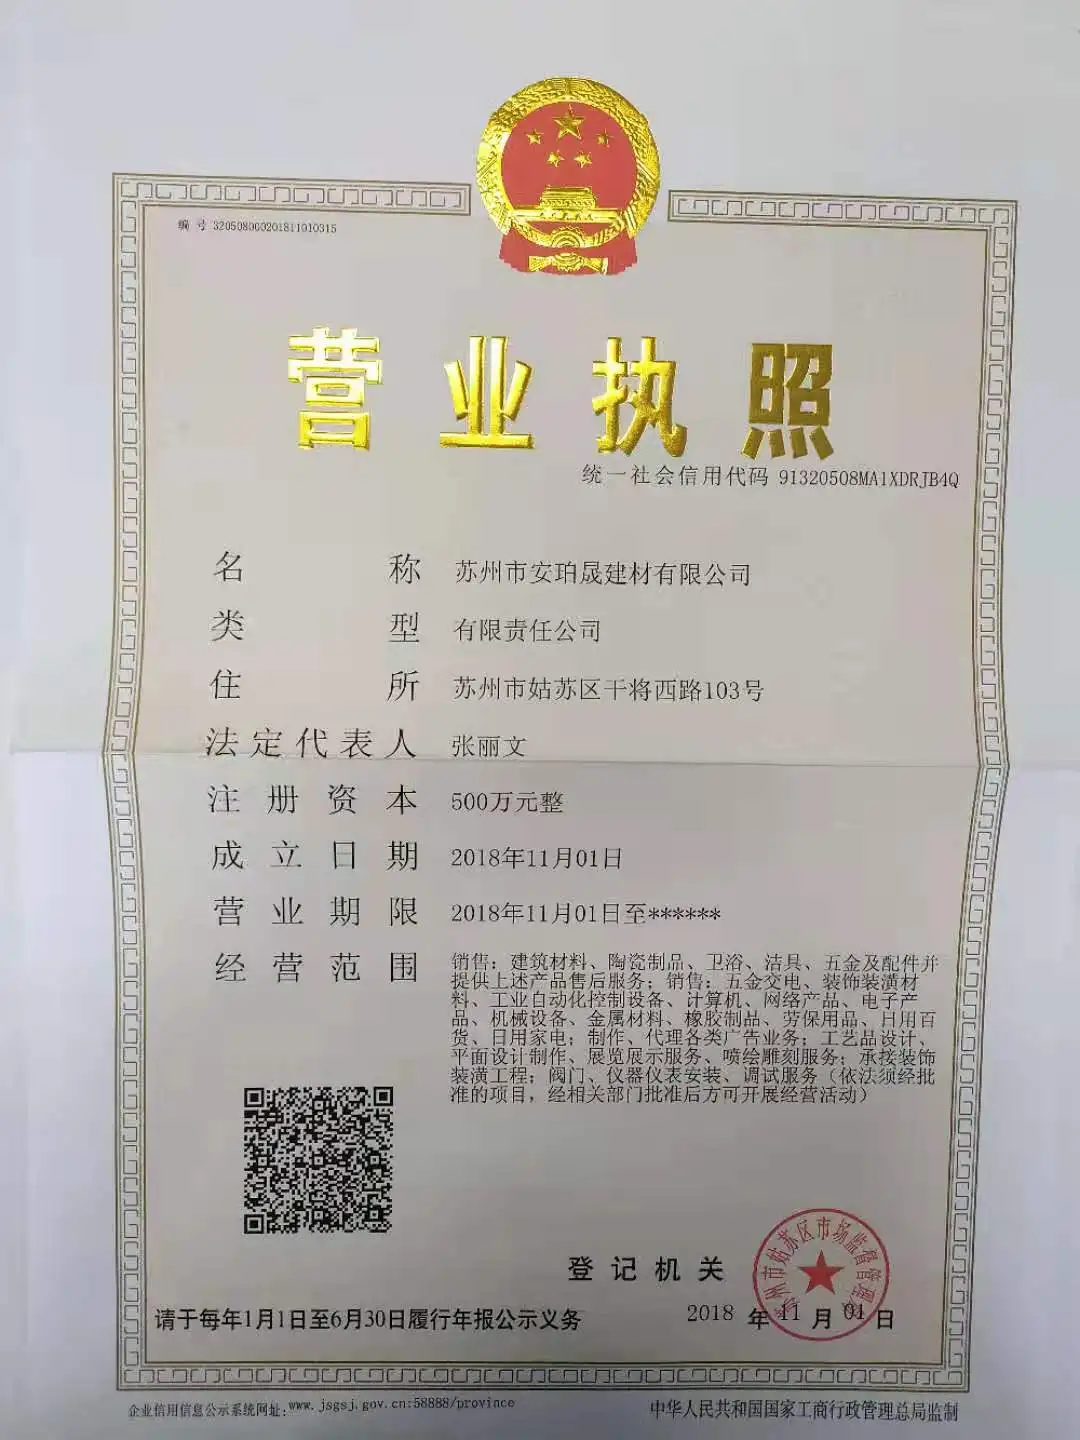 编 号 320508000201811010315
营业执照
统一社会信用代码 91320508MA1XDRJB4Q
名称 苏州市安珀晟建材有限公司
类型 有限责任公司
住所 苏州市姑苏区干将西路103号
法定代表人 张丽文
注册资本 500万元整
成立日期 2018年11月01日
营业期限 2018年11月01日至******
经营范围 销售：建筑材料、陶瓷制品、卫浴、洁具、五金及配件并
提供上述产品售后服务；销售：五金交电、装饰装潢材
料、工业自动化控制设备、计算机、网络产品、电子产
品、机械设备、金属材料、橡胶制品、劳保用品、日用百
货、日用家电；制作、代理各类广告业务；工艺品设计、
平面设计制作、展览展示服务、喷绘雕刻服务；承接装饰
装潢工程；阀门、仪器仪表安装、调试服务（依法须经批
准的项目，经相关部门批准后方可开展经营活动）
登记机关
苏州市姑苏区市场监督管理局
2018 年 11 月 01 日
请于每年1月1日至6月30日履行年报公示义务
企业信用信息公示系统网址：www.jsgsj.gov.cn:58888/province
中华人民共和国国家工商行政管理总局监制